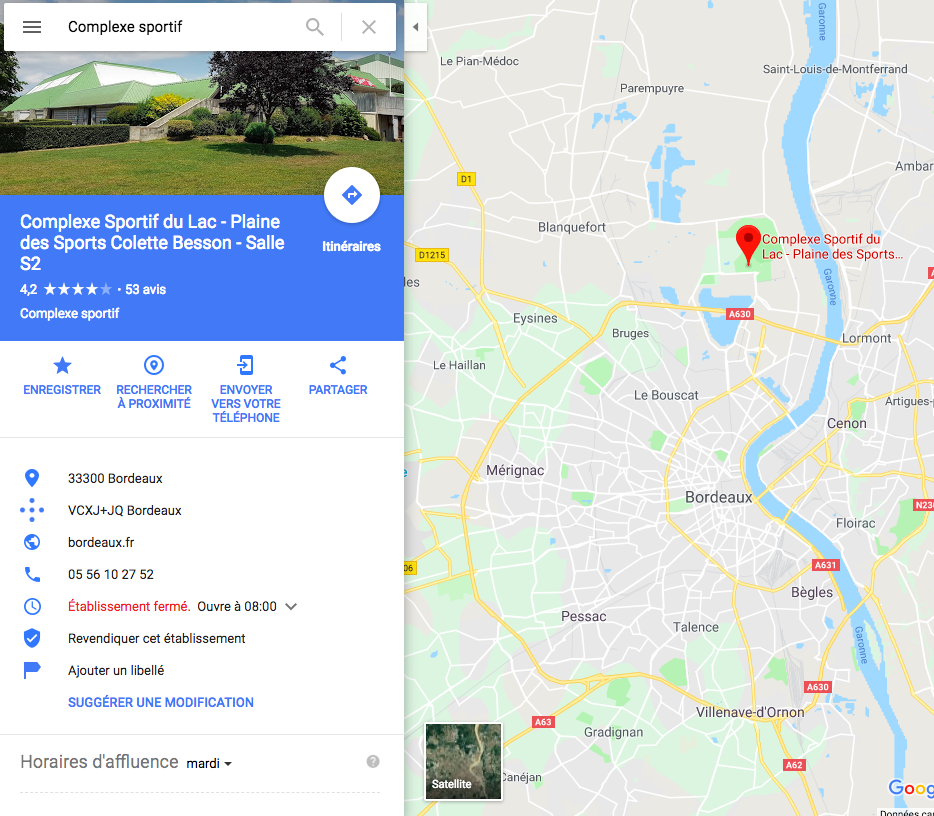 Complexe sportif
Complexe Sportif du Lac - Plaine
des Sports Colette Besson - Salle
S2
Itinéraires
4,2 ★★★★★ · 53 avis
Complexe sportif
ENREGISTRER
RECHERCHER
À PROXIMITÉ
ENVOYER
VERS VOTRE
TÉLÉPHONE
PARTAGER
33300 Bordeaux
VCXJ+JQ Bordeaux
bordeaux.fr
05 56 10 27 52
Établissement fermé. Ouvre à 08:00
Revendiquer cet établissement
Ajouter un libellé
SUGGÉRER UNE MODIFICATION
Horaires d'affluence mardi
?
Garonne
Le Pian-Médoc
Saint-Louis-de-Montferrand
Parempuyre
Ambar
D1
Blanquefort
Complexe Sportif du
Lac - Plaine des Sports...
D1215
Garonne
les
A630
Eysines
Bruges
Lormont
Le Haillan
Le Bouscat
Artigues-p
Cenon
Mérignac
Bordeaux
N230
Floirac
06
A631
Bègles
Pessac
Talence
Garonne
A630
Villenave-d'Ornon
A63
Gradignan
A62
Canéjan
Satellite
Goog
Données ca